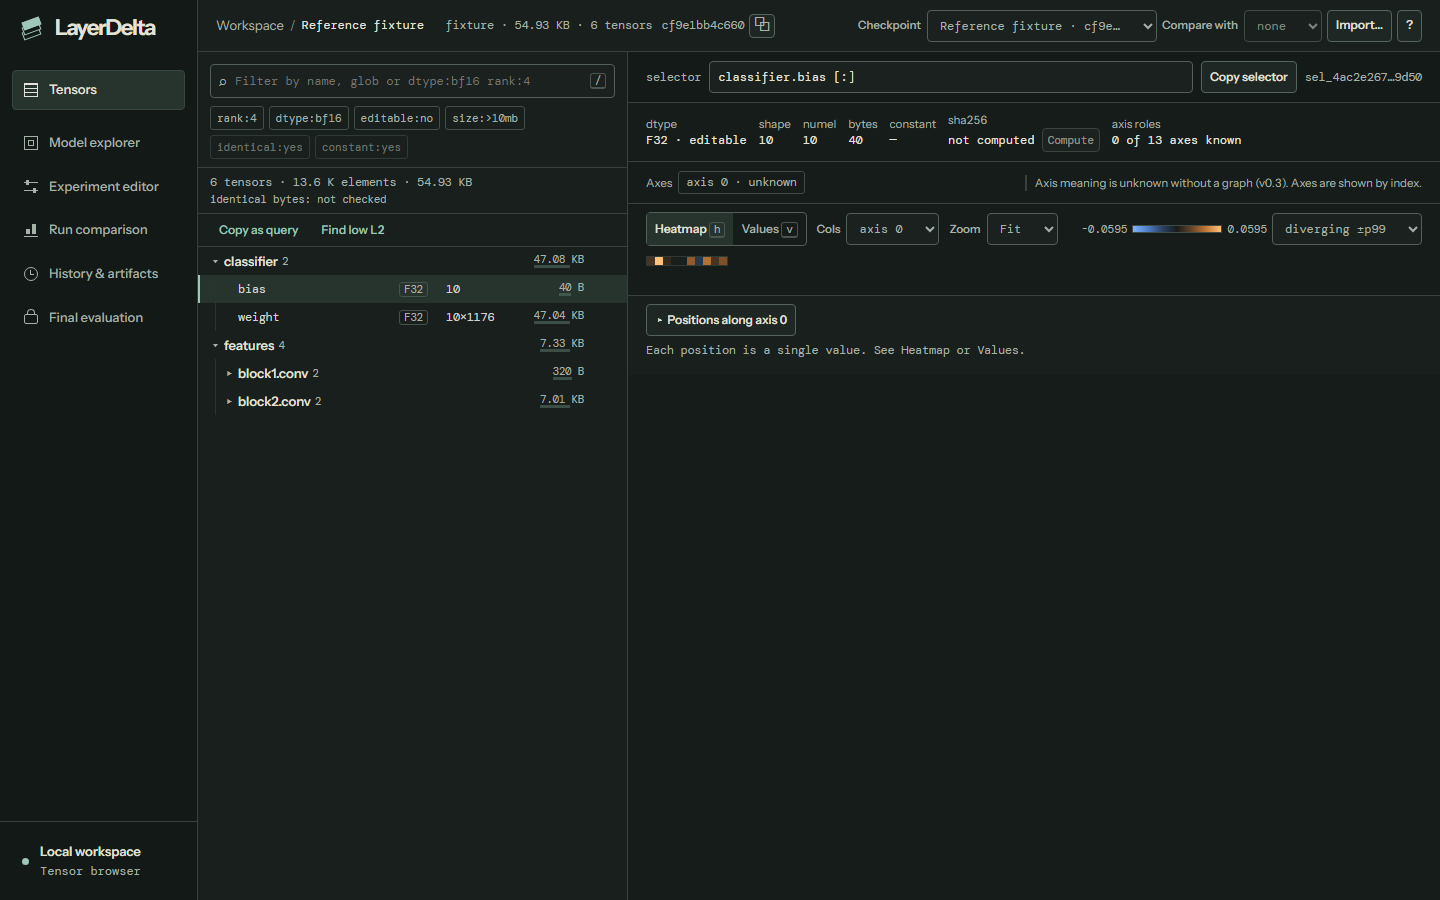 LayerDelta
Workspace / Reference fixture fixture · 54.93 KB · 6 tensors cf9e1bb4c660
Checkpoint Reference fixture · cf9e… Compare with none Import… ?
Tensors
Model explorer
Experiment editor
Run comparison
History & artifacts
Final evaluation
Local workspace
Tensor browser
Filter by name, glob or dtype:bf16 rank:4 /
rank:4 dtype:bf16 editable:no size:>10mb
identical:yes constant:yes
6 tensors · 13.6 K elements · 54.93 KB
identical bytes: not checked
Copy as query Find low L2
classifier 2 47.08 KB
bias F32 10 40 B
weight F32 10×1176 47.04 KB
features 4 7.33 KB
block1.conv 2 320 B
block2.conv 2 7.01 KB
selector classifier.bias [:] Copy selector sel_4ac2e267…9d50
dtype shape numel bytes constant sha256 axis roles
F32 · editable 10 10 40 — not computed Compute 0 of 13 axes known
Axes axis 0 · unknown Axis meaning is unknown without a graph (v0.3). Axes are shown by index.
Heatmap h Values v Cols axis 0 Zoom Fit -0.0595 0.0595 diverging ±p99
Positions along axis 0
Each position is a single value. See Heatmap or Values.